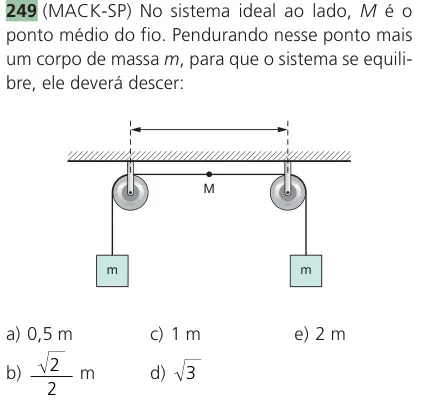 249 (MACK-SP) No sistema ideal ao lado, M é o
ponto médio do fio. Pendurando nesse ponto mais
um corpo de massa m, para que o sistema se equili-
bre, ele deverá descer:
M
m m
a) 0,5 m c) 1 m e) 2 m
b) √2/2 m d) √3